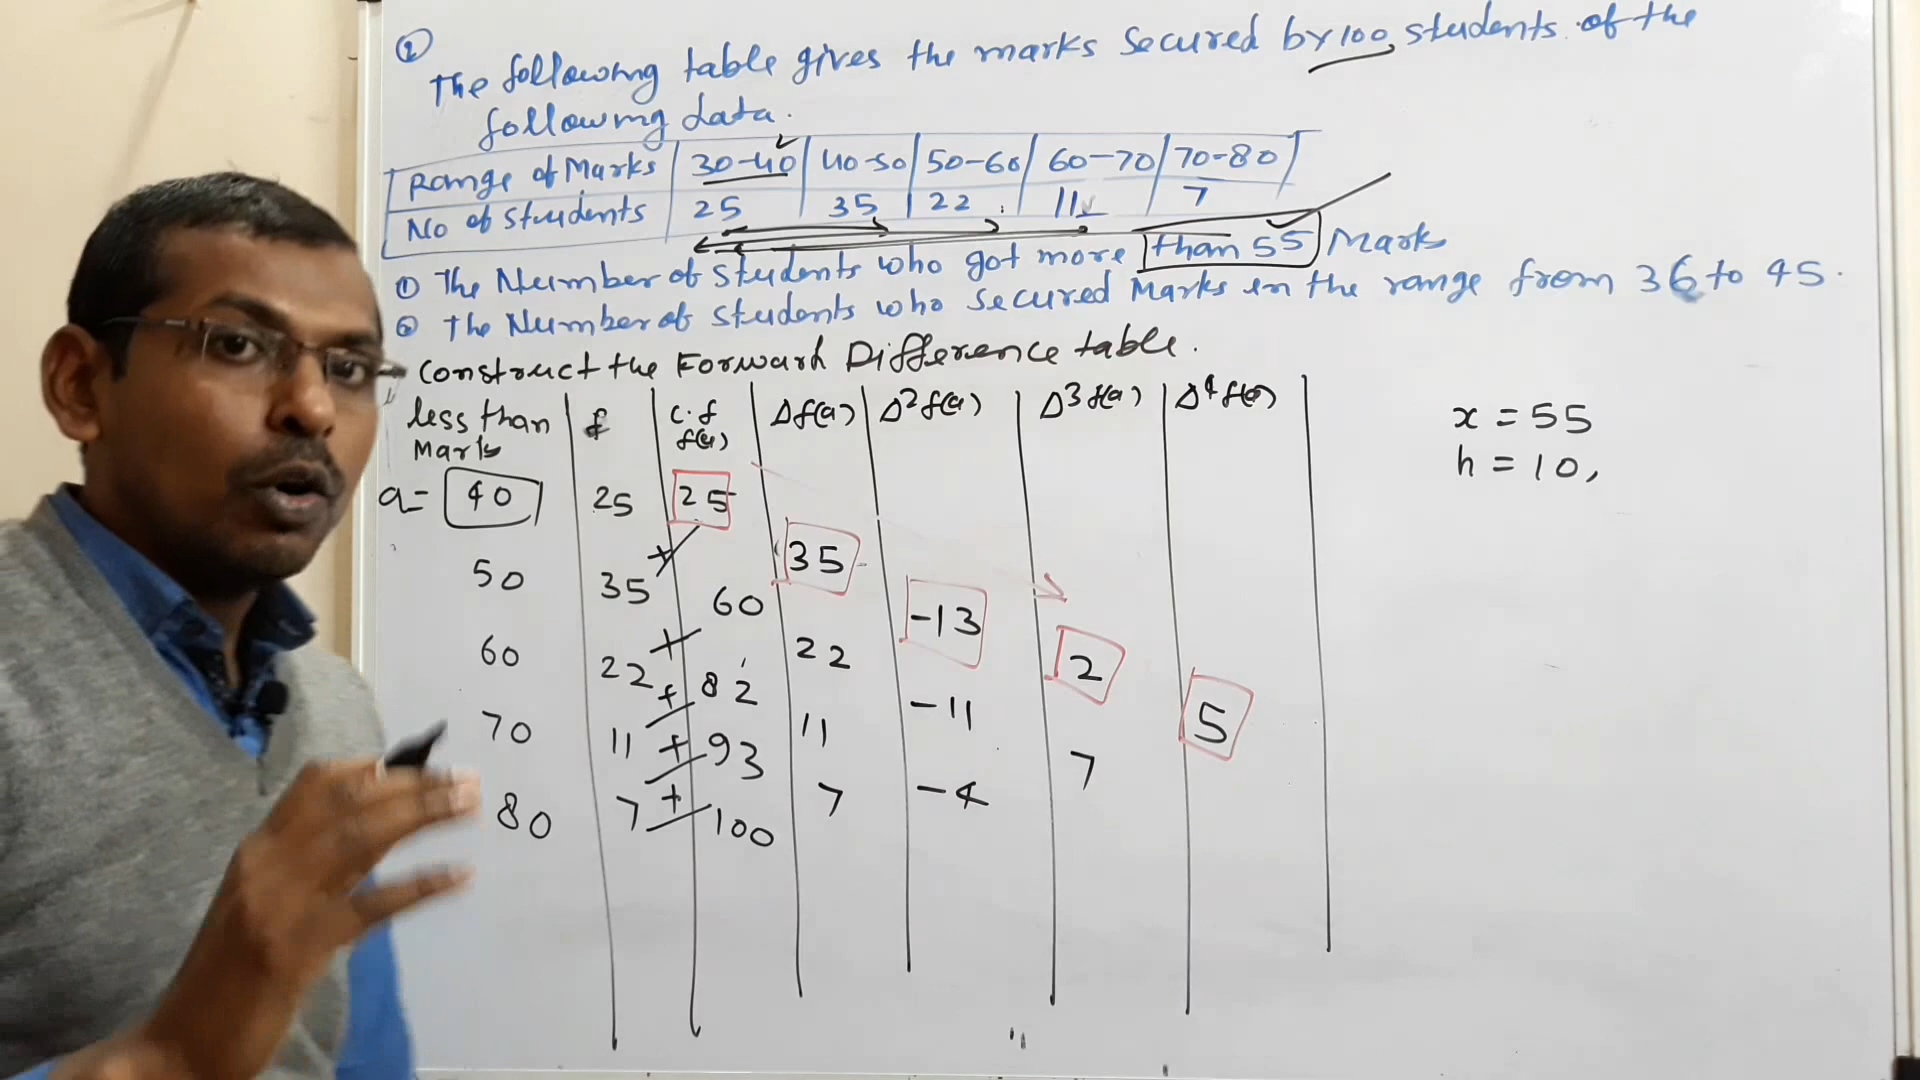 ②
The following table gives the marks secured by 100 students of the
following data.
Range of Marks | 30-40 | 40-50 | 50-60 | 60-70 | 70-80
No of students | 25 | 35 | 22 | 11 | 7
① The Number of students who got more than 55 Marks
② The Number of students who secured Marks in the range from 36 to 45.
Construct the Forward Difference table.
less than Marks | f | c.f f(a) | Δf(a) | Δ²f(a) | Δ³f(a) | Δ⁴f(a)
x = 55
h = 10,
a = 40 25 25
35
50 35 + 60 -13
60 22 + 82 22 2
-11 5
70 11 + 93 11 7
80 7 + 100 7 -4